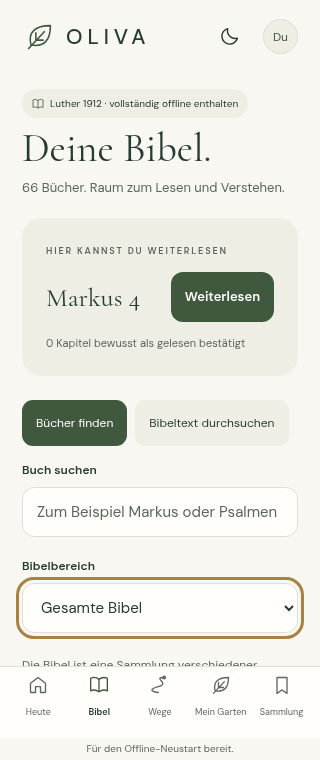 OLIVA
Du
Luther 1912 · vollständig offline enthalten
Deine Bibel.
66 Bücher. Raum zum Lesen und Verstehen.
HIER KANNST DU WEITERLESEN
Markus 4
Weiterlesen
0 Kapitel bewusst als gelesen bestätigt
Bücher finden
Bibeltext durchsuchen
Buch suchen
Zum Beispiel Markus oder Psalmen
Bibelbereich
Gesamte Bibel
Die Bibel ist eine Sammlung verschiedener
Heute
Bibel
Wege
Mein Garten
Sammlung
Für den Offline-Neustart bereit.